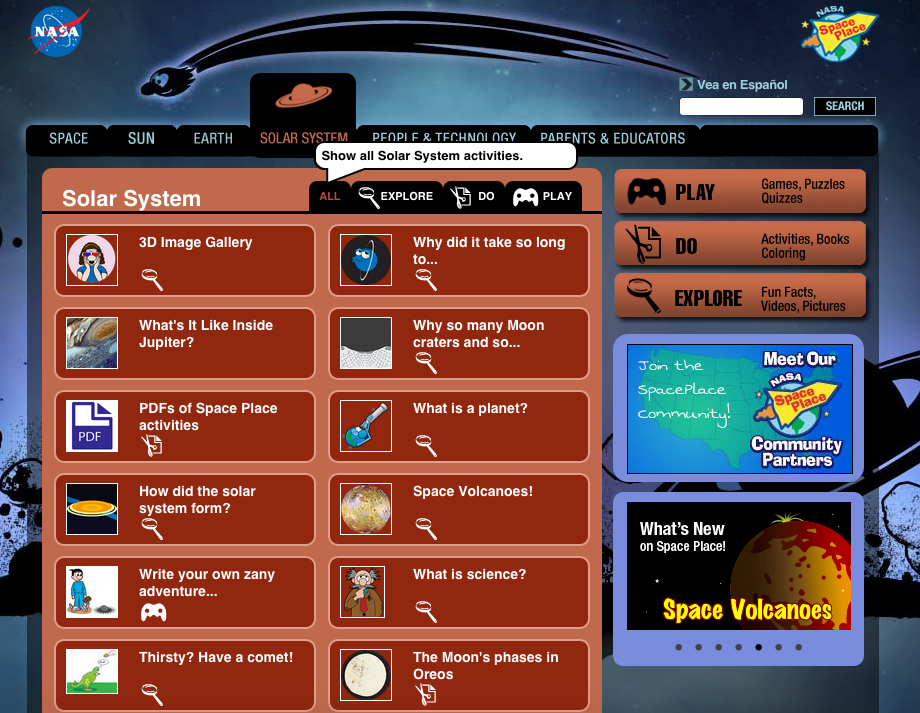 NASA
NASA
Space
Place
Vea en Español
SEARCH
SPACE
SUN
EARTH
SOLAR SYSTEM
PEOPLE & TECHNOLOGY
PARENTS & EDUCATORS
Show all Solar System activities.
Solar System
ALL
EXPLORE
DO
PLAY
3D Image Gallery
Why did it take so long
to...
What's It Like Inside
Jupiter?
Why so many Moon
craters and so...
PDF
PDFs of Space Place
activities
What is a planet?
How did the solar
system form?
Space Volcanoes!
Write your own zany
adventure...
What is science?
Thirsty? Have a comet!
The Moon's phases in
Oreos
PLAY
Games, Puzzles
Quizzes
DO
Activities, Books
Coloring
EXPLORE
Fun Facts,
Videos, Pictures
Join the
SpacePlace
Community!
Meet Our
NASA
Space
Place
Community
Partners
What's New
on Space Place!
Space Volcanoes